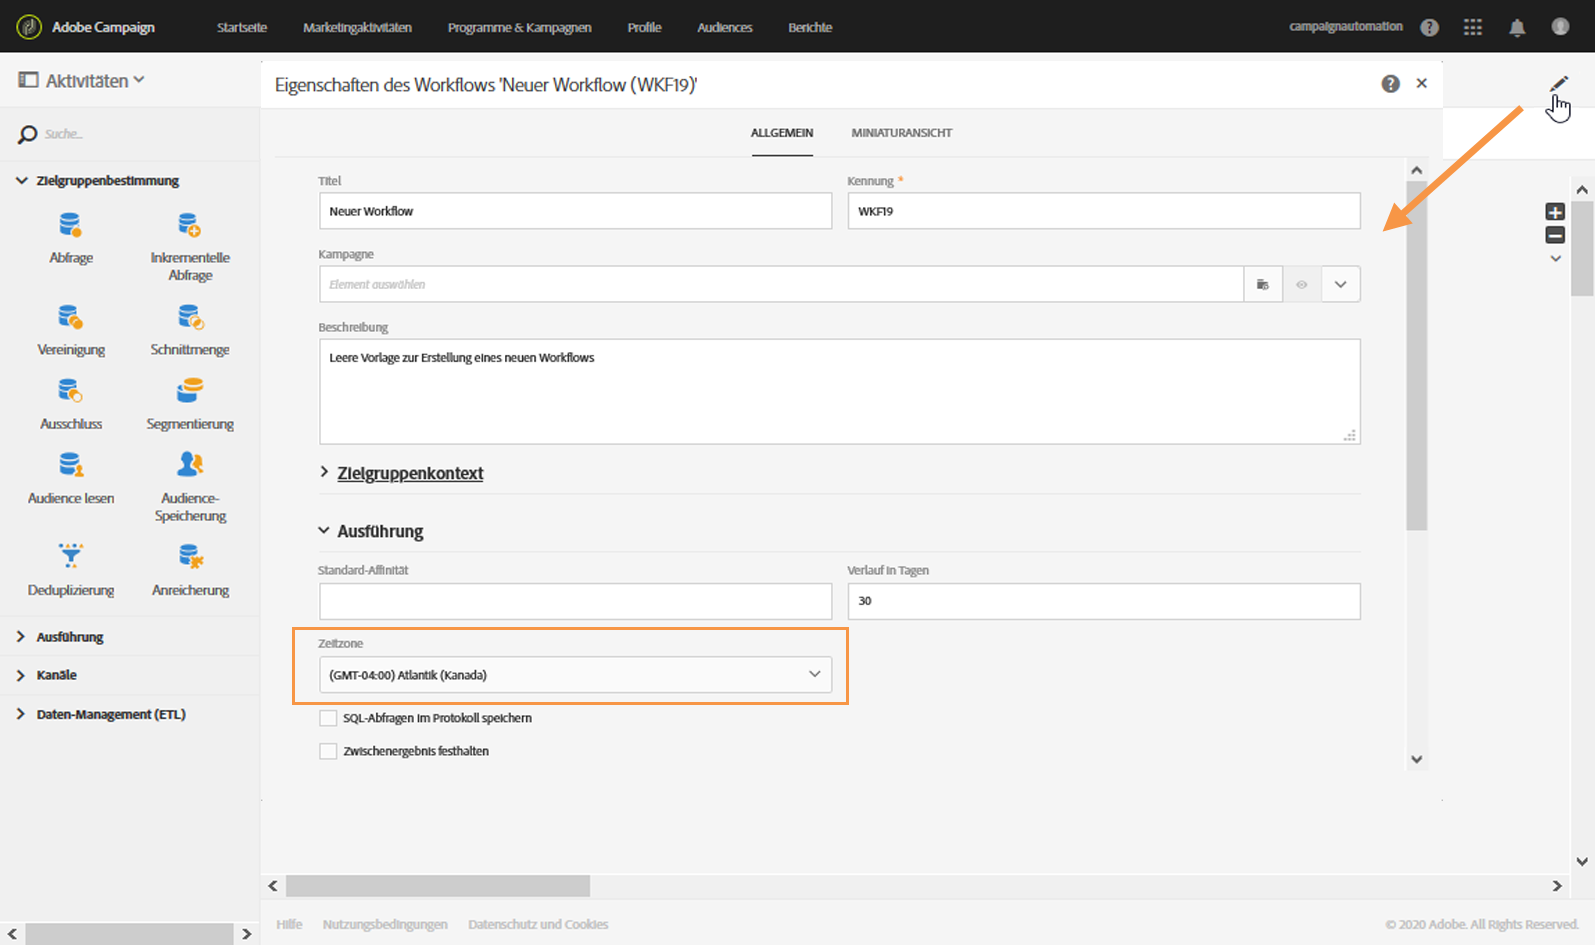 Adobe Campaign
Startseite
Marketingaktivitäten
Programme & Kampagnen
Profile
Audiences
Berichte
campaignautomation
Aktivitäten
Suche...
Zielgruppenbestimmung
Abfrage
Inkrementelle
Abfrage
Vereinigung
Schnittmenge
Ausschluss
Segmentierung
Audience lesen
Audience-
Speicherung
Deduplizierung
Anreicherung
Ausführung
Kanäle
Daten-Management (ETL)
Eigenschaften des Workflows 'Neuer Workflow (WKF19)'
ALLGEMEIN
MINIATURANSICHT
Titel
Kennung *
Neuer Workflow
WKF19
Kampagne
Element auswählen
Beschreibung
Leere Vorlage zur Erstellung eines neuen Workflows
Zielgruppenkontext
Ausführung
Standard-Affinität
Verlauf in Tagen
30
Zeitzone
(GMT-04:00) Atlantik (Kanada)
SQL-Abfragen im Protokoll speichern
Zwischenergebnis festhalten
Hilfe
Nutzungsbedingungen
Datenschutz und Cookies
© 2020 Adobe. All Rights Reserved.